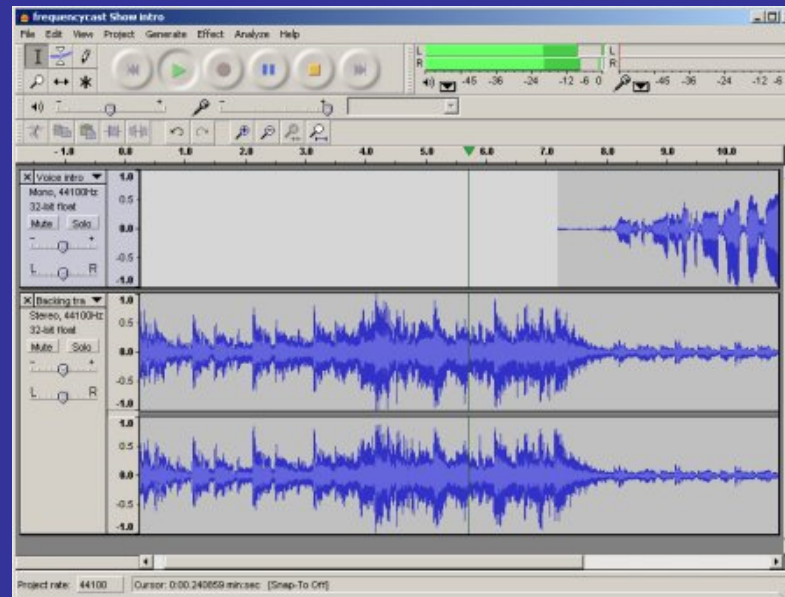 frequencycast Show intro
File Edit View Project Generate Effect Analyze Help
L
R
-45 -36 -24 -12 -6 0
L
R
-45 -36 -24 -12 -6
- +
- +
-1.0 0.0 1.0 2.0 3.0 4.0 5.0 6.0 7.0 8.0 9.0 10.0
X Voice intro
Mono, 44100Hz
32-bit float
Mute Solo
- +
L R
1.0
0.5
0.0
-0.5
-1.0
X Backing tra
Stereo, 44100Hz
32-bit float
Mute Solo
- +
L R
1.0
0.5
0.0
-0.5
-1.0
1.0
0.5
0.0
-0.5
-1.0
Project rate: 44100 Cursor: 0:00.240859 min:sec [Snap-To Off]